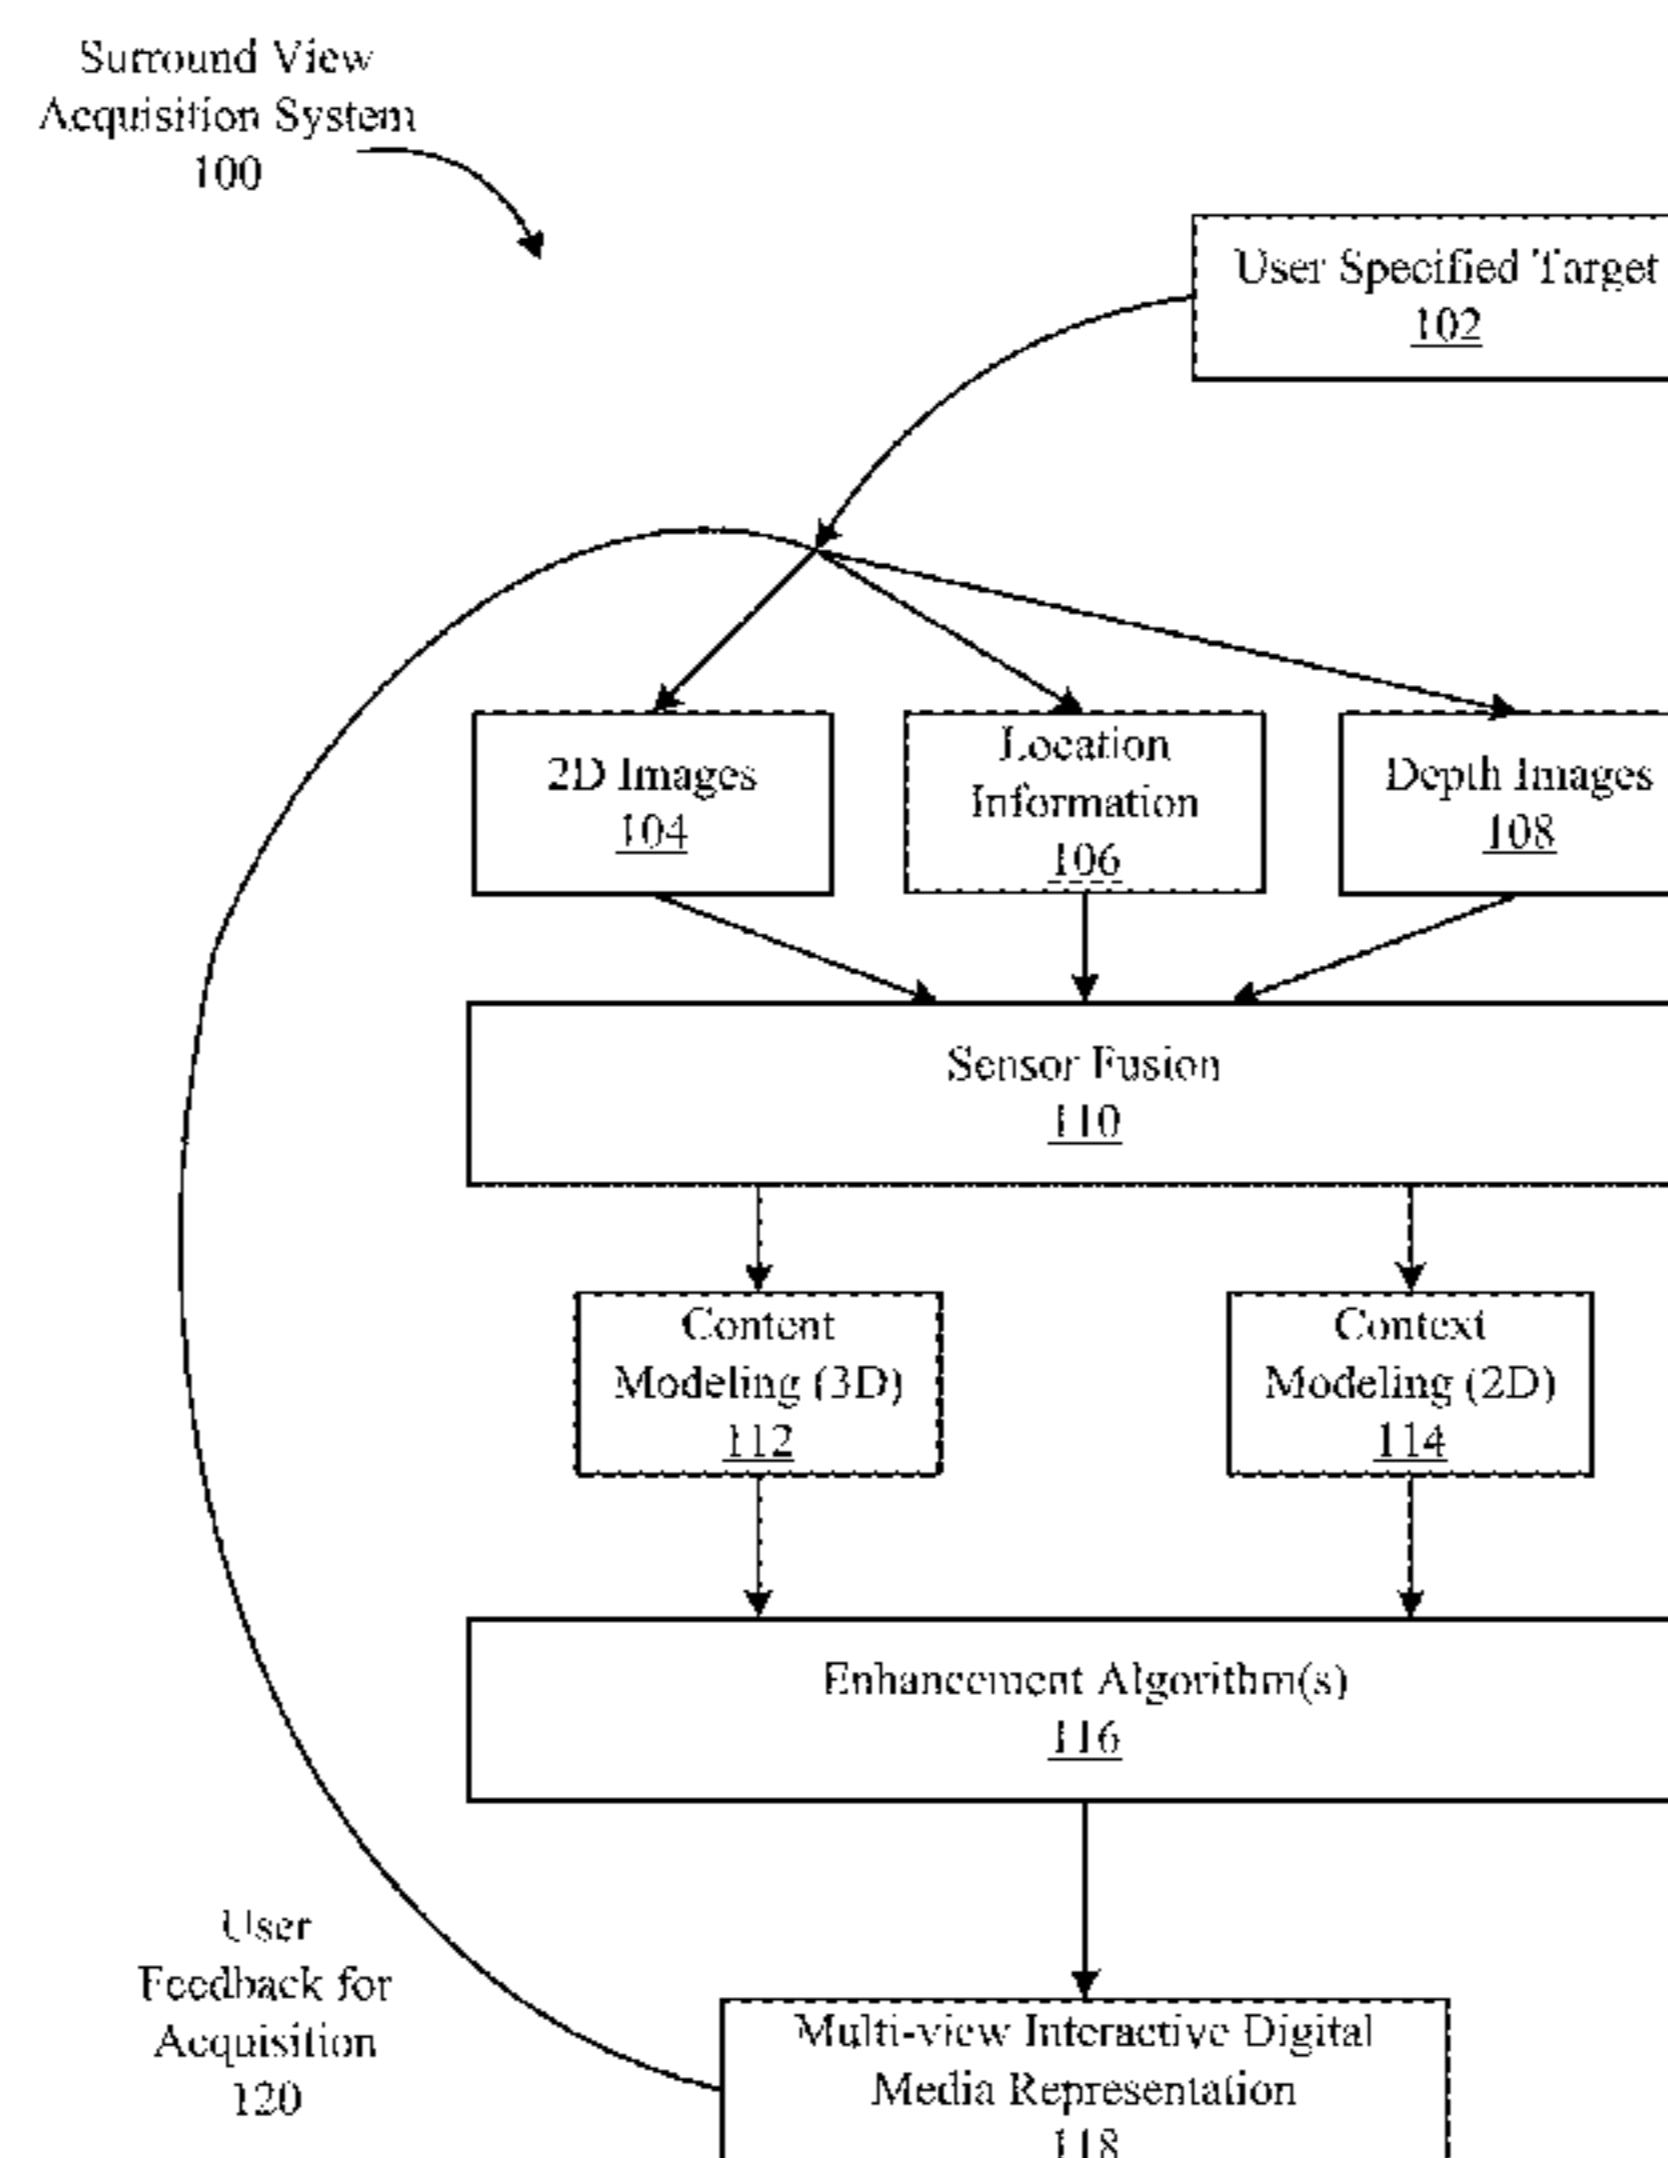 Surround View
Acquisition System
100
User Specified Target
102
2D Images
104
Location
Information
106
Depth Images
108
Sensor Fusion
110
Content
Modeling (3D)
112
Context
Modeling (2D)
114
Enhancement Algorithm(s)
116
User
Feedback for
Acquisition
120
Multi-view Interactive Digital
Media Representation
118